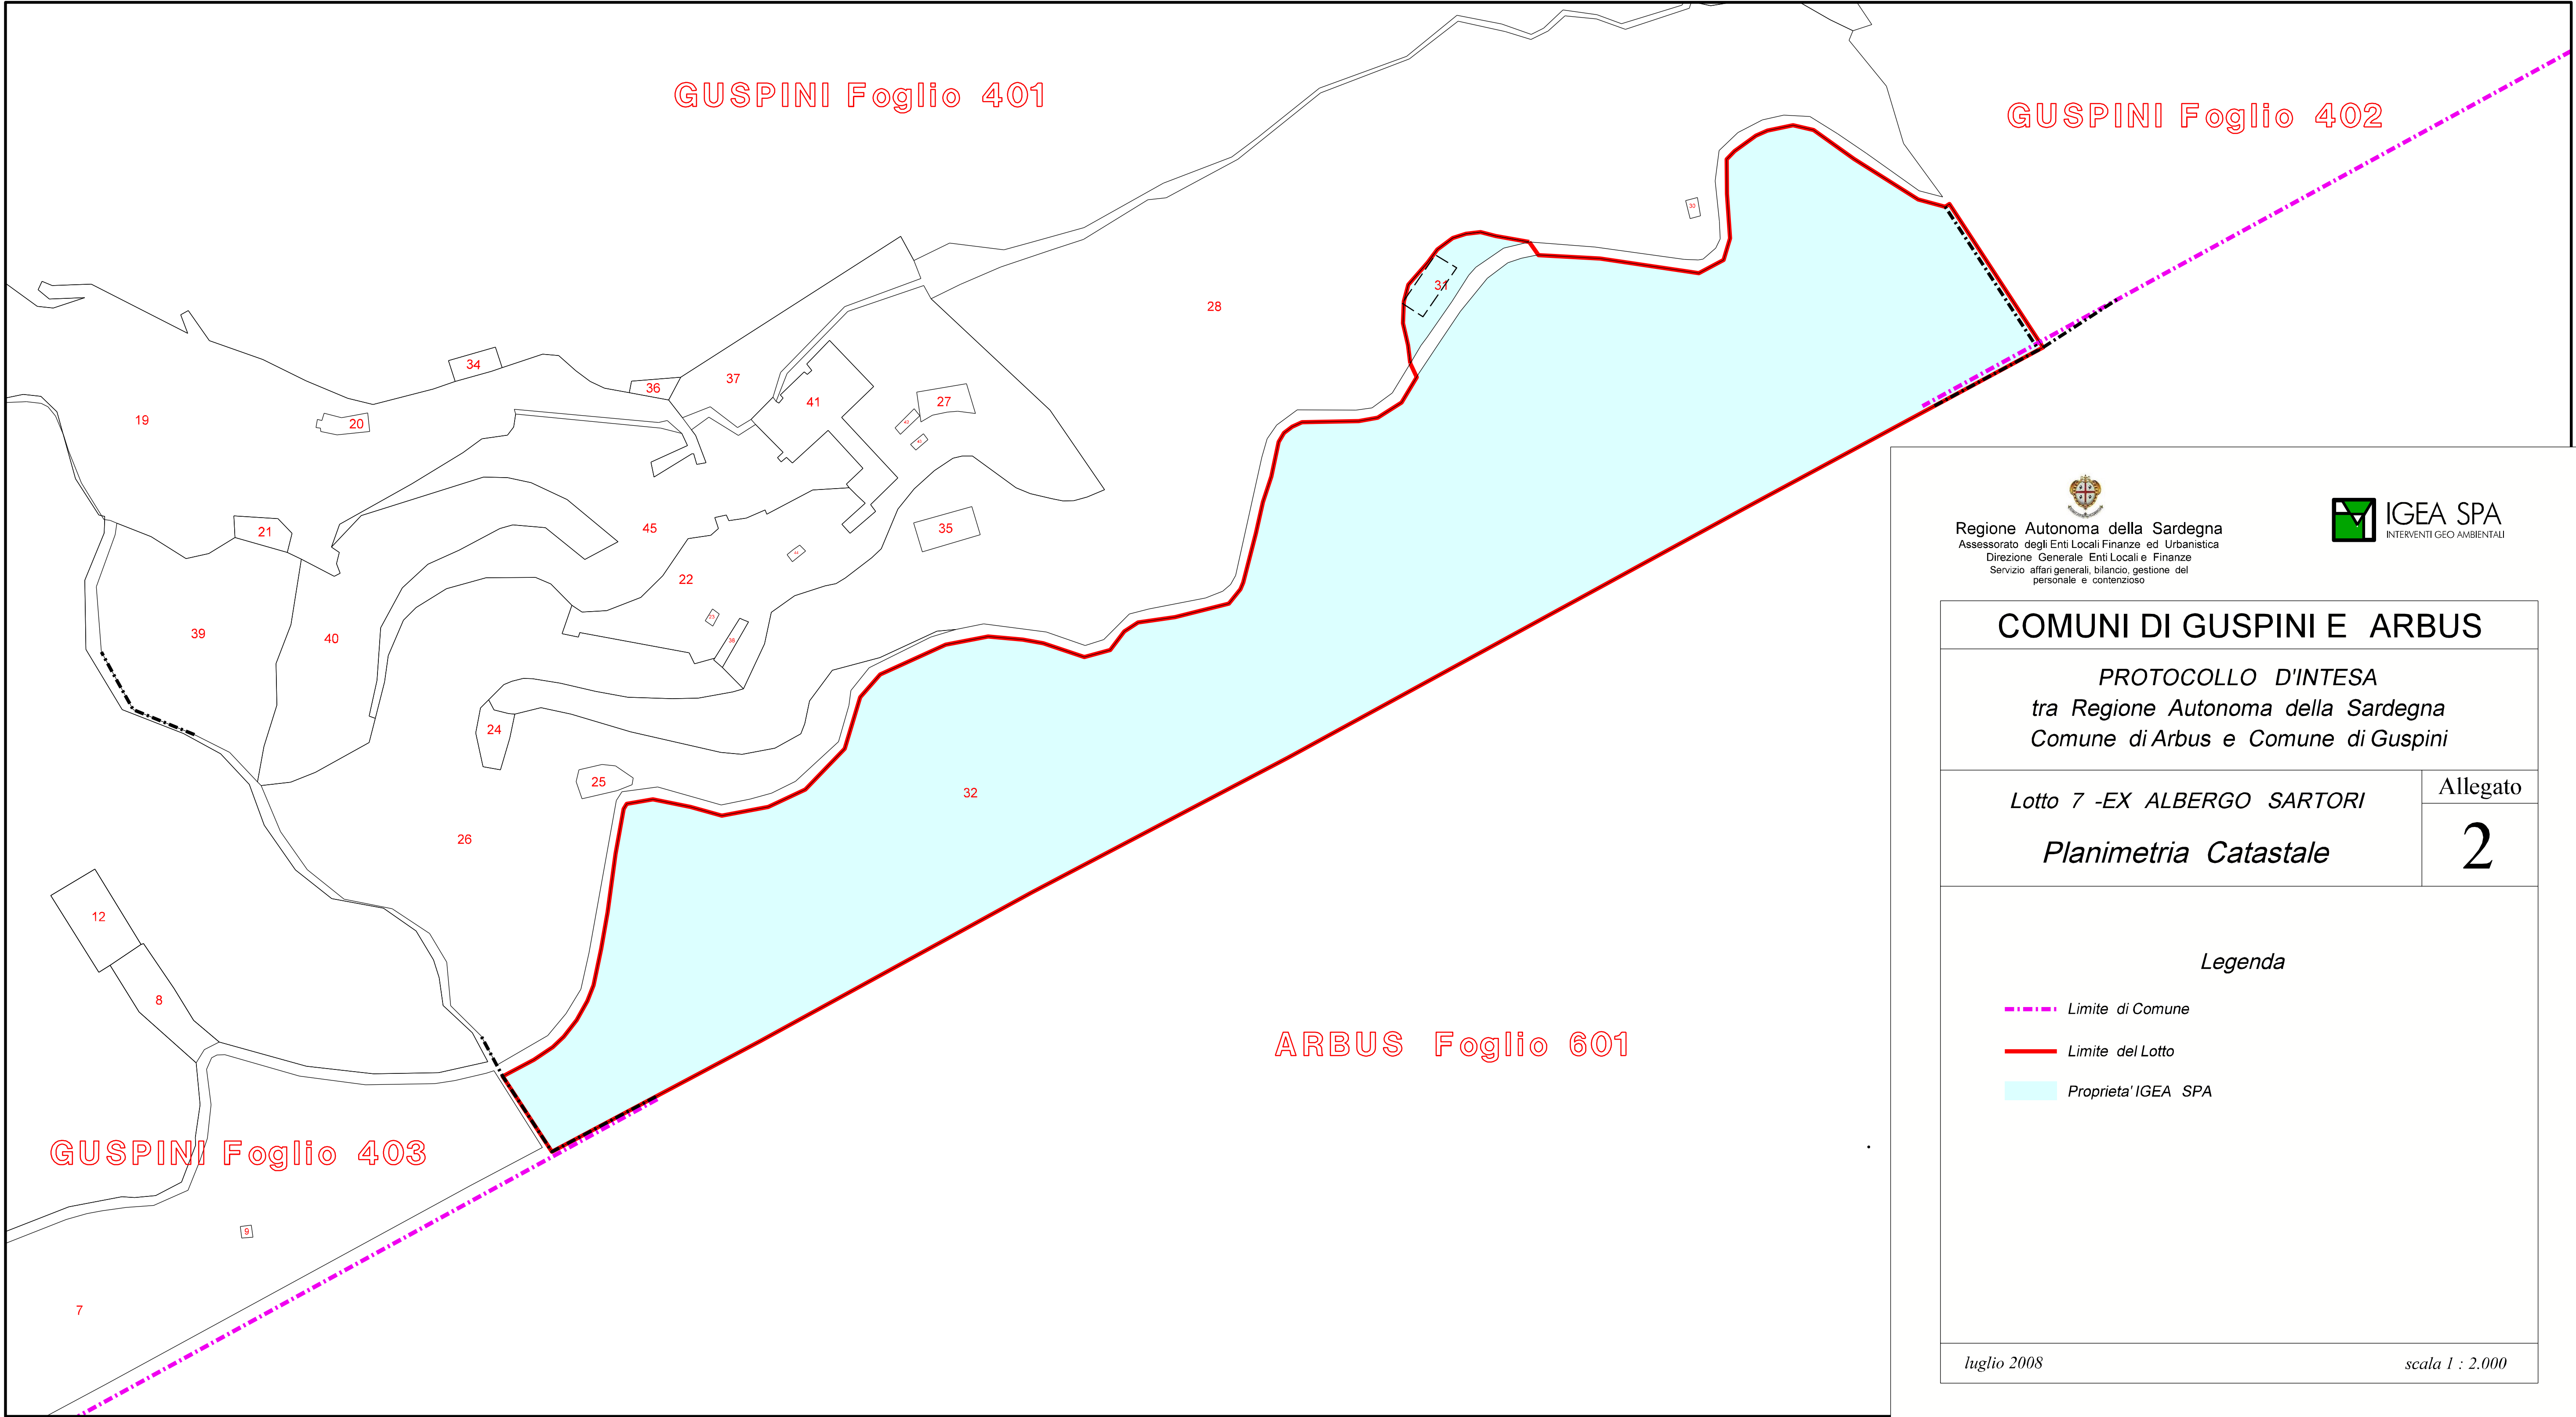 GUSPINI Foglio 401
GUSPINI Foglio 402
33
31
28
34
36
37
41
27
19
20
21
45
35
22
39
40
38
24
25
32
26
12
8
ARBUS Foglio 601
GUSPINI Foglio 403
9
7
Regione Autonoma della Sardegna
Assessorato degli Enti Locali Finanze ed Urbanistica
Direzione Generale Enti Locali e Finanze
Servizio affari generali, bilancio, gestione del
personale e contenzioso
IGEA SPA
INTERVENTI GEO AMBIENTALI
COMUNI DI GUSPINI E ARBUS
PROTOCOLLO D'INTESA
tra Regione Autonoma della Sardegna
Comune di Arbus e Comune di Guspini
Lotto 7 -EX ALBERGO SARTORI
Planimetria Catastale
Allegato
2
Legenda
Limite di Comune
Limite del Lotto
Proprieta' IGEA SPA
luglio 2008
scala 1 : 2.000